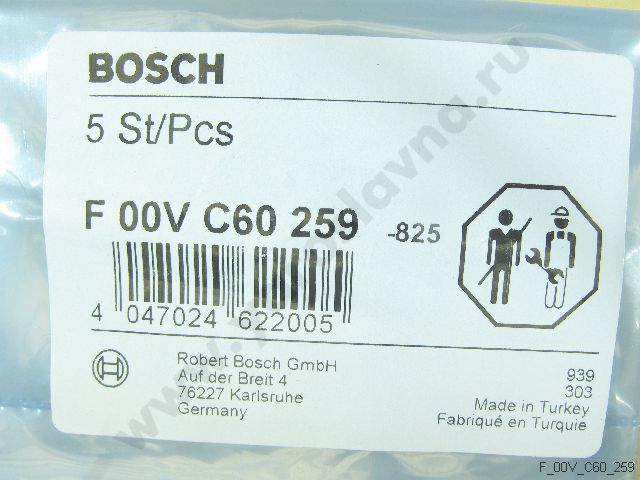 BOSCH
5 St/Pcs
F 00V C60 259 -825
4 047024 622005
Robert Bosch GmbH
Auf der Breit 4
76227 Karlsruhe
Germany
939
303
Made in Turkey
Fabriqué en Turquie
F_00V_C60_259